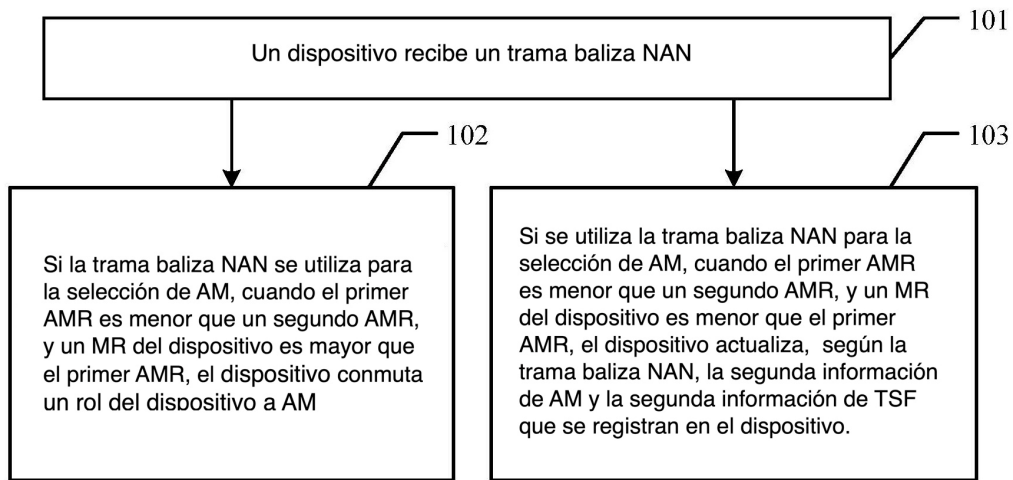 101
Un dispositivo recibe un trama baliza NAN
102
103
Si la trama baliza NAN se utiliza para
la selección de AM, cuando el primer
AMR es menor que un segundo AMR,
y un MR del dispositivo es mayor que
el primer AMR, el dispositivo conmuta
un rol del dispositivo a AM
Si se utiliza la trama baliza NAN para la
selección de AM, cuando el primer AMR
es menor que un segundo AMR, y un MR
del dispositivo es menor que el primer
AMR, el dispositivo actualiza, según la
trama baliza NAN, la segunda información
de AM y la segunda información de TSF
que se registran en el dispositivo.